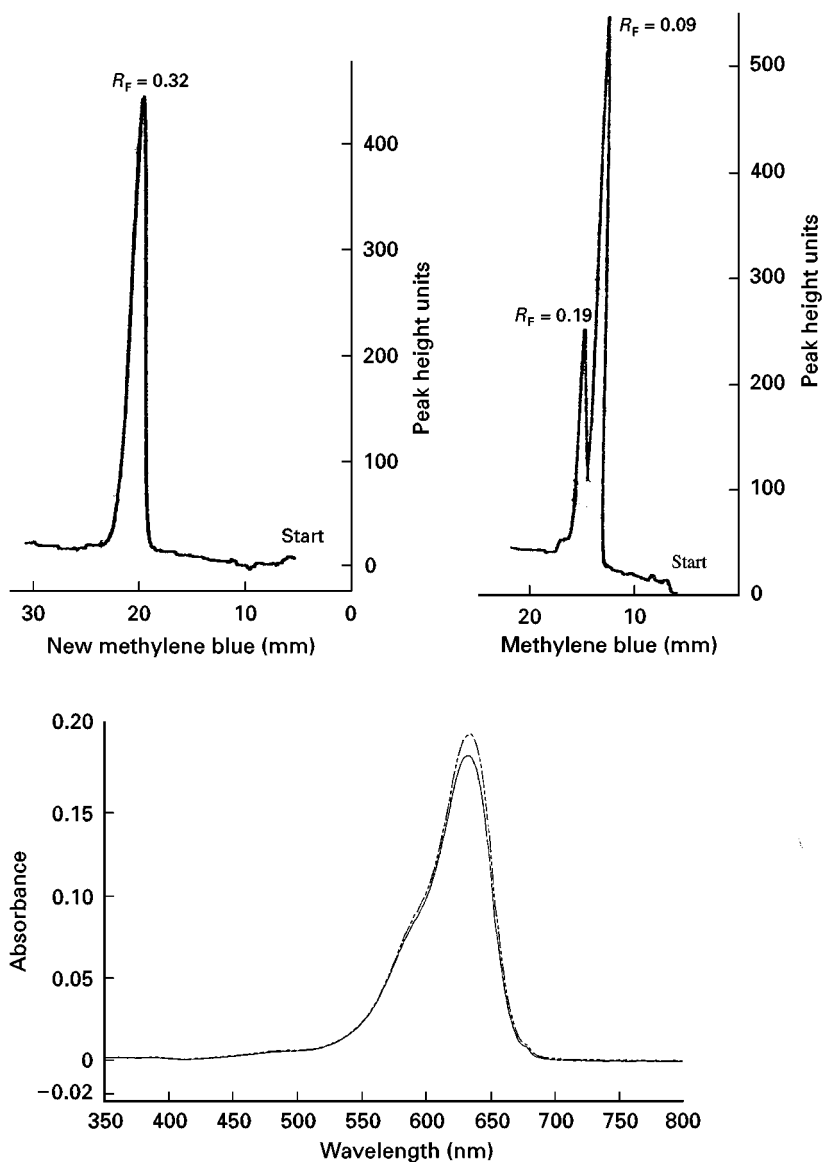 R_F = 0.32
400
300
200
100
0
Peak height units
Start
30 20 10 0
New methylene blue (mm)
R_F = 0.09
R_F = 0.19
500
400
300
200
100
0
Peak height units
Start
20 10
Methylene blue (mm)
0.20
0.15
0.10
0.05
0
−0.02
Absorbance
350 400 450 500 550 600 650 700 750 800
Wavelength (nm)